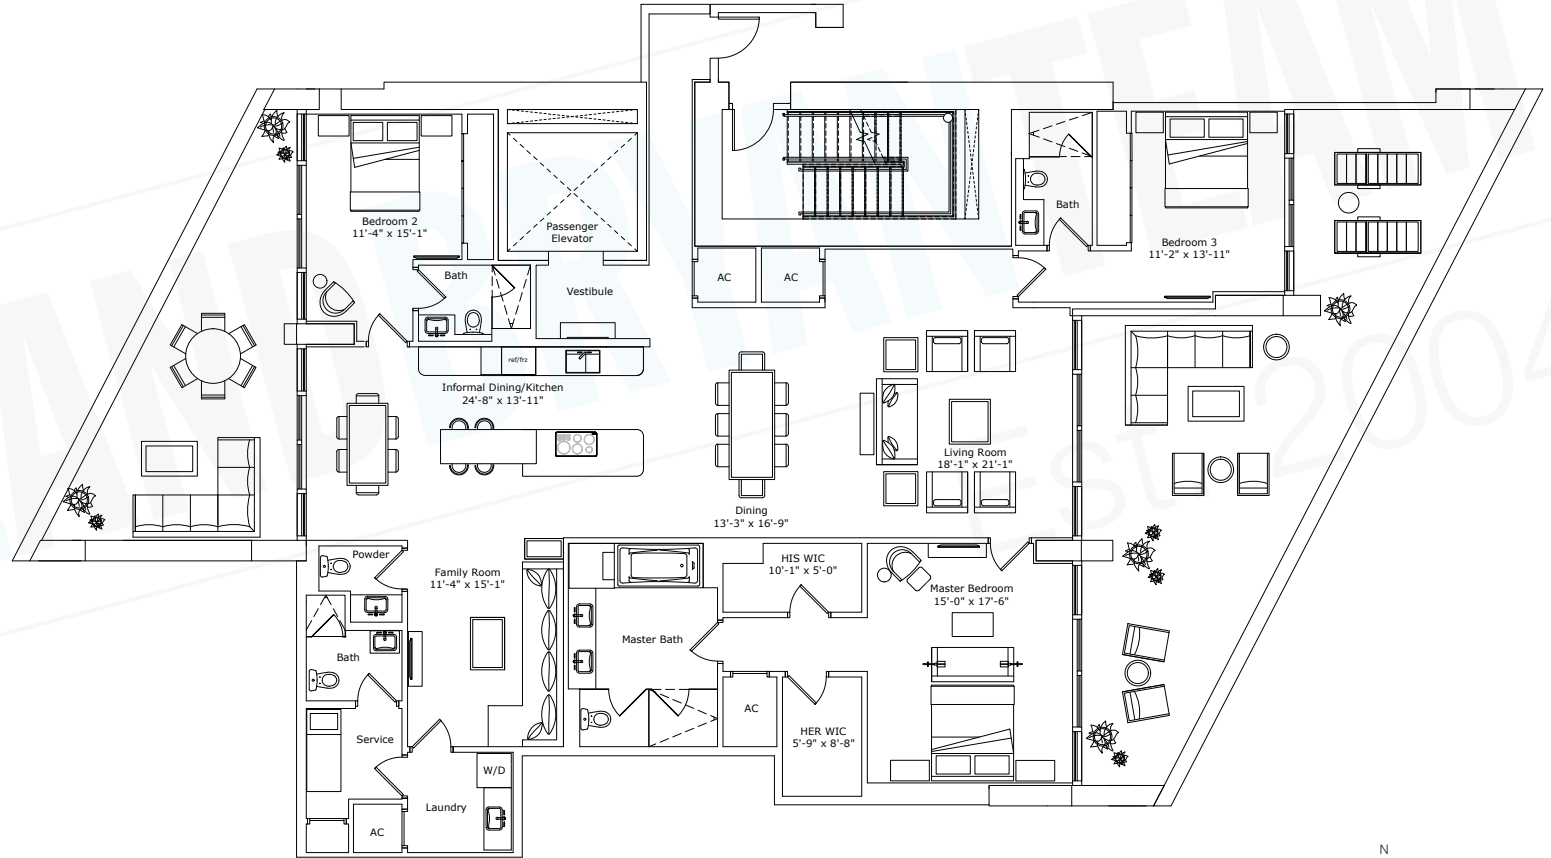 Bedroom 2
11'-4" x 15'-1"
Passenger
Elevator
Bath
Bedroom 3
11'-2" x 13'-11"
Bath
AC
AC
Vestibule
ref/frz
Informal Dining/Kitchen
24'-8" x 13'-11"
Living Room
18'-1" x 21'-1"
Dining
13'-3" x 16'-9"
Powder
Family Room
11'-4" x 15'-1"
HIS WIC
10'-1" x 5'-0"
Master Bedroom
15'-0" x 17'-6"
Master Bath
Bath
AC
HER WIC
5'-9" x 8'-8"
Service
W/D
Laundry
AC
N
ANDBRYANTEAM
Est. 2004